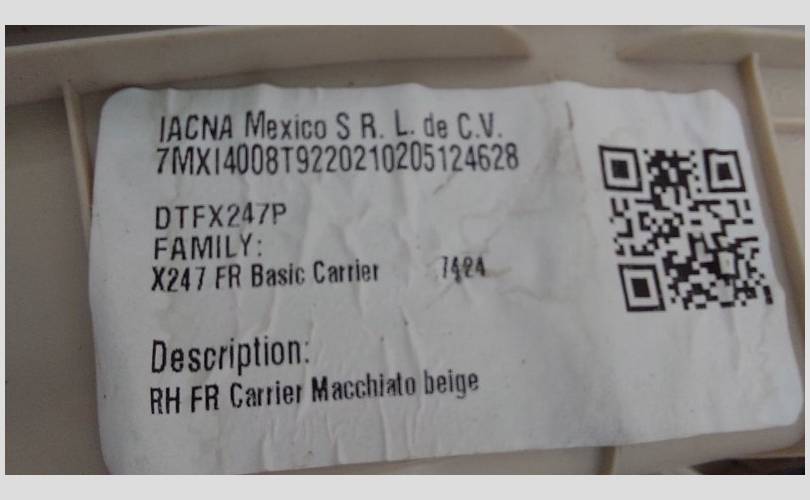 IACNA Mexico S R. L. de C.V.
7MXI4008T9220210205124628
DTFX247P
FAMILY:
X247 FR Basic Carrier 7424
Description:
RH FR Carrier Macchiato beige